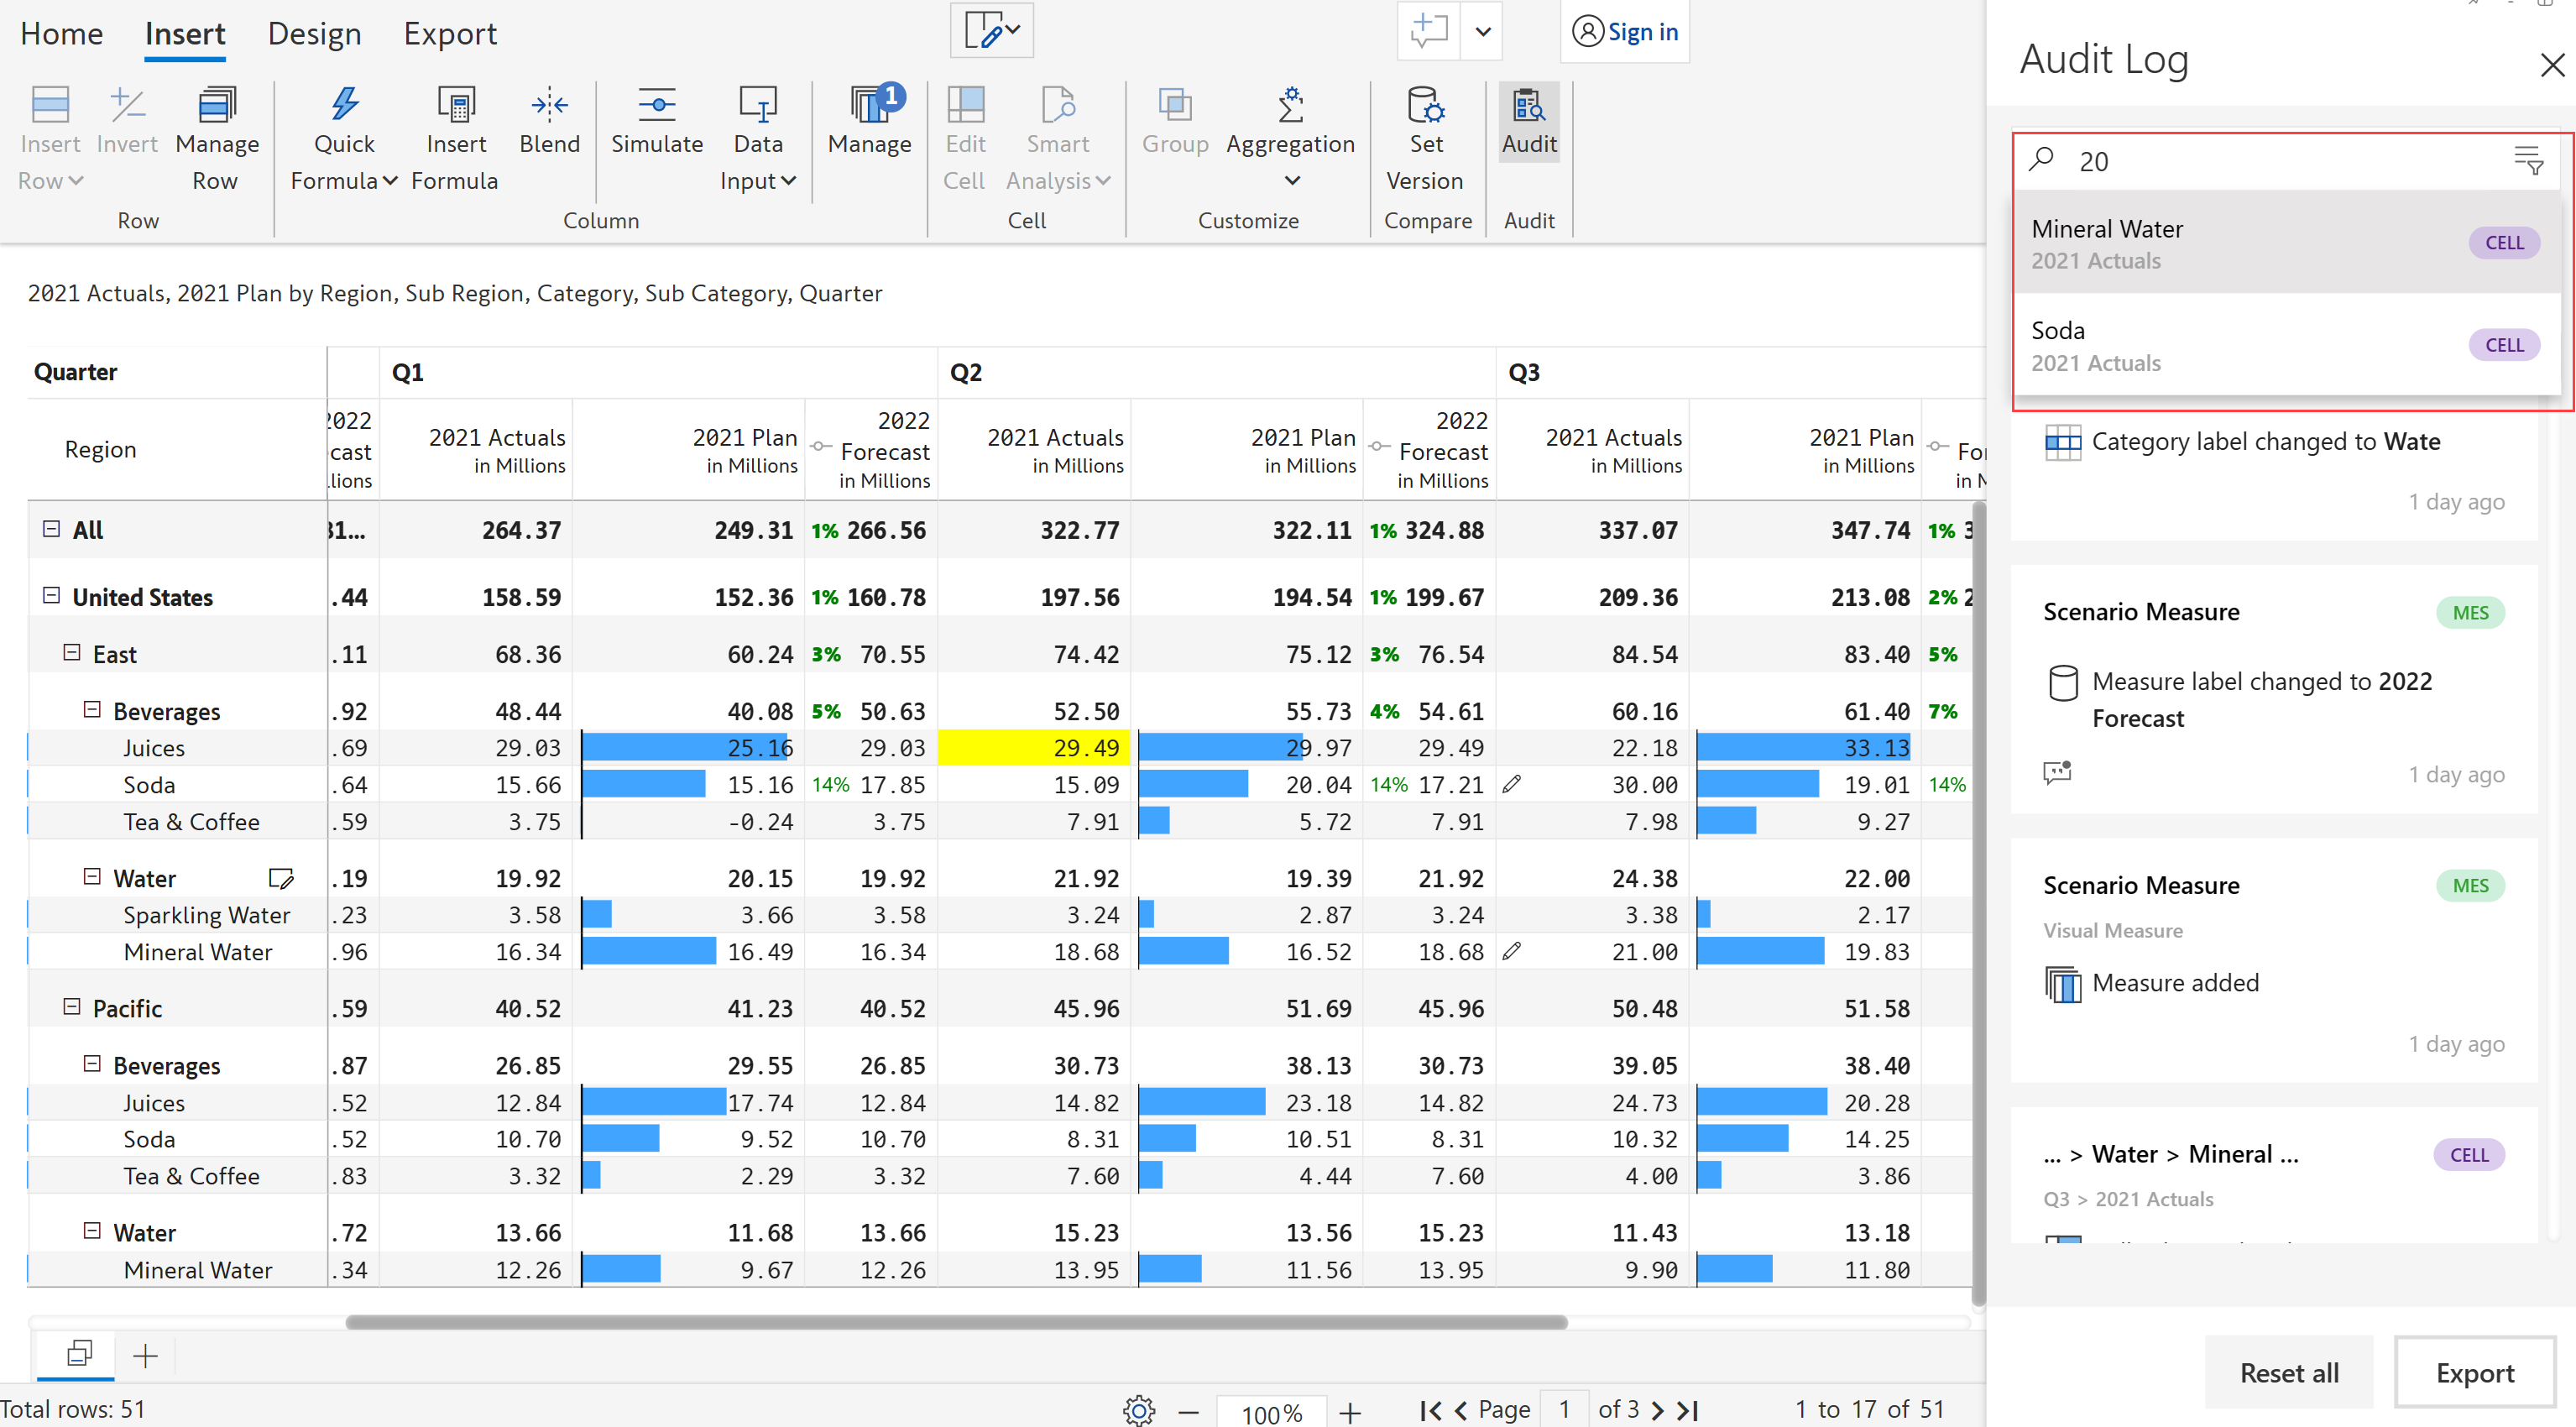 Home Insert Design Export Sign in
Insert Row Invert Manage Row
Row
Quick Formula Insert Formula Blend Simulate Data Input
Column
Manage 1
Edit Cell Smart Analysis
Cell
Group Aggregation
Customize
Set Version
Compare
Audit
Audit
2021 Actuals, 2021 Plan by Region, Sub Region, Category, Sub Category, Quarter
Quarter Q1 Q2 Q3
Region 2022 2021 Actuals in Millions 2021 Plan in Millions 2022 Forecast in Millions 2021 Actuals in Millions 2021 Plan in Millions 2022 Forecast in Millions 2021 Actuals in Millions 2021 Plan in Millions
All 264.37 249.31 1% 266.56 322.77 322.11 1% 324.88 337.07 347.74 1%
United States .44 158.59 152.36 1% 160.78 197.56 194.54 1% 199.67 209.36 213.08 2%
East .11 68.36 60.24 3% 70.55 74.42 75.12 3% 76.54 84.54 83.40 5%
Beverages .92 48.44 40.08 5% 50.63 52.50 55.73 4% 54.61 60.16 61.40 7%
Juices .69 29.03 25.16 29.03 29.49 29.97 29.49 22.18 33.13
Soda .64 15.66 15.16 14% 17.85 15.09 20.04 14% 17.21 30.00 19.01 14%
Tea & Coffee .59 3.75 -0.24 3.75 7.91 5.72 7.91 7.98 9.27
Water .19 19.92 20.15 19.92 21.92 19.39 21.92 24.38 22.00
Sparkling Water .23 3.58 3.66 3.58 3.24 2.87 3.24 3.38 2.17
Mineral Water .96 16.34 16.49 16.34 18.68 16.52 18.68 21.00 19.83
Pacific .59 40.52 41.23 40.52 45.96 51.69 45.96 50.48 51.58
Beverages .87 26.85 29.55 26.85 30.73 38.13 30.73 39.05 38.40
Juices .52 12.84 17.74 12.84 14.82 23.18 14.82 24.73 20.28
Soda .52 10.70 9.52 10.70 8.31 10.51 8.31 10.32 14.25
Tea & Coffee .83 3.32 2.29 3.32 7.60 4.44 7.60 4.00 3.86
Water .72 13.66 11.68 13.66 15.23 13.56 15.23 11.43 13.18
Mineral Water .34 12.26 9.67 12.26 13.95 11.56 13.95 9.90 11.80
Total rows: 51 100% Page 1 of 3 1 to 17 of 51
Audit Log
20
Mineral Water CELL
2021 Actuals
Soda CELL
2021 Actuals
Category label changed to Wate
1 day ago
Scenario Measure MES
Measure label changed to 2022
Forecast
1 day ago
Scenario Measure MES
Visual Measure
Measure added
1 day ago
... > Water > Mineral ... CELL
Q3 > 2021 Actuals
Reset all Export